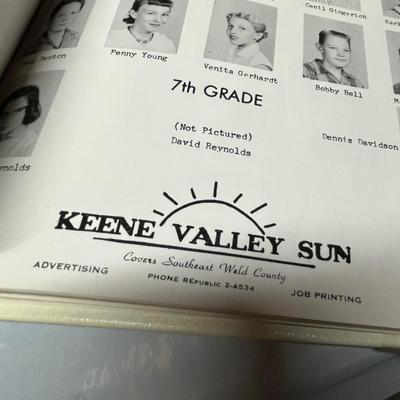 Cecil Gingerich
Benton
Penny Young
Venita Gerhardt
Bobby Bell
7th GRADE
(Not Pictured)
David Reynolds
Dennis Davidson
KEENE VALLEY SUN
Covers Southeast Weld County
ADVERTISING
PHONE REPUBLIC 2-4534
JOB PRINTING